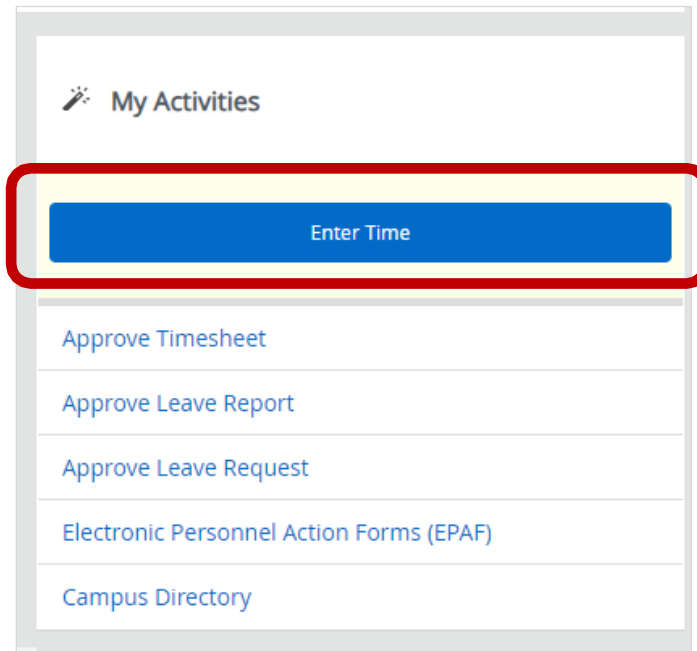 My Activities
Enter Time
Approve Timesheet
Approve Leave Report
Approve Leave Request
Electronic Personnel Action Forms (EPAF)
Campus Directory